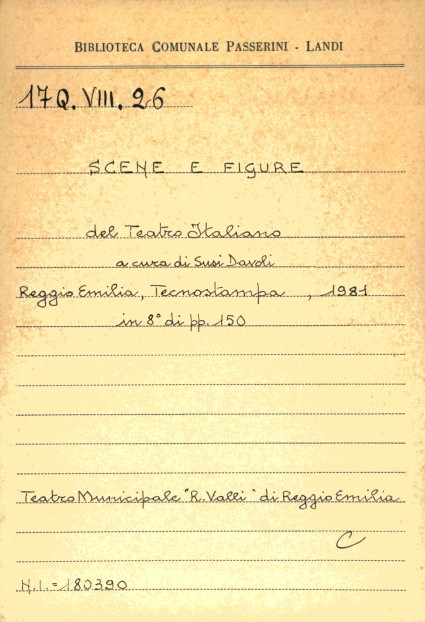 BIBLIOTECA COMUNALE PASSERINI - LANDI
17Q. VIII. 26
SCENE E FIGURE
del Teatro Italiano
a cura di Susi Davoli
Reggio Emilia, Tecnostampa , 1981
in 8° di pp. 150
Teatro Municipale "R. Valli" di Reggio Emilia
C
N.I. = 180390